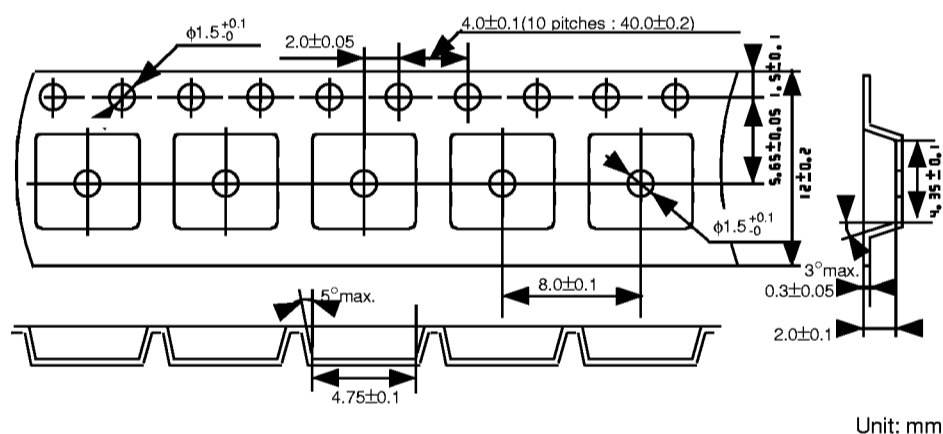 ϕ1.5 +0.1 -0
2.0±0.05
4.0±0.1(10 pitches : 40.0±0.2)
1.5±0.1
5.65±0.05
12±0.2
4.35±0.1
ϕ1.5 +0.1 -0
3°max.
0.3±0.05
2.0±0.1
8.0±0.1
5°max.
4.75±0.1
Unit: mm